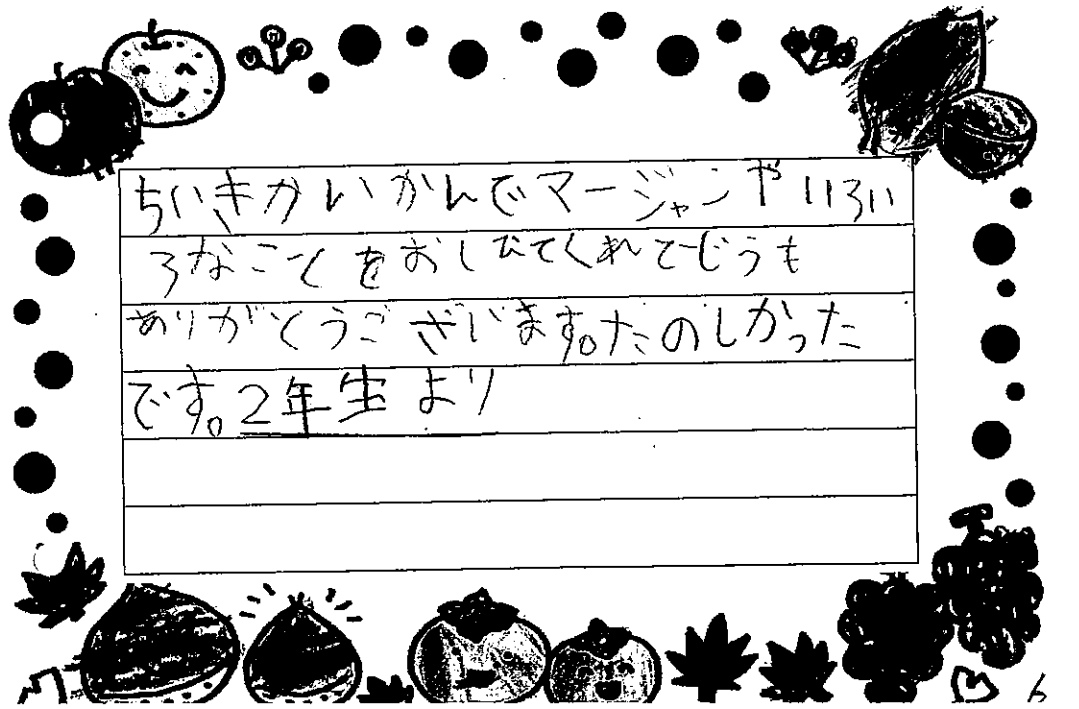 ちいきかいかんでマージャンやいろい
ろなことをおしえてくれてどうも
ありがとうございます。たのしかった
です。2年生より
6